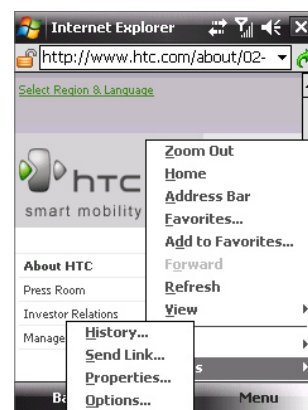 Internet Explorer
http://www.htc.com/about/02-
Select Region & Language
htc
smart mobility
About HTC
Press Room
Investor Relations
Zoom Out
Home
Address Bar
Favorites...
Add to Favorites...
Forward
Refresh
View
History...
Send Link...
Properties...
Options...
Menu